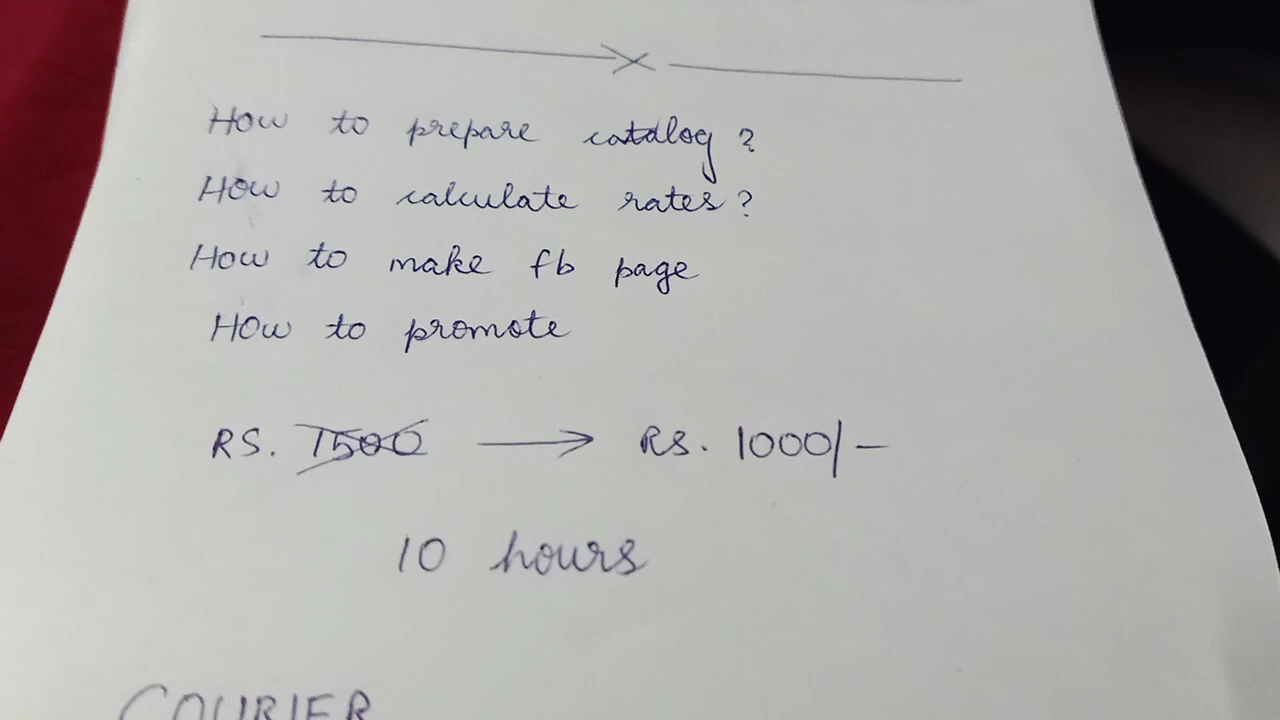 How to prepare catalog?
How to calculate rates?
How to make fb page
How to promote
RS. 1500 → RS. 1000/-
10 hours
COURIER